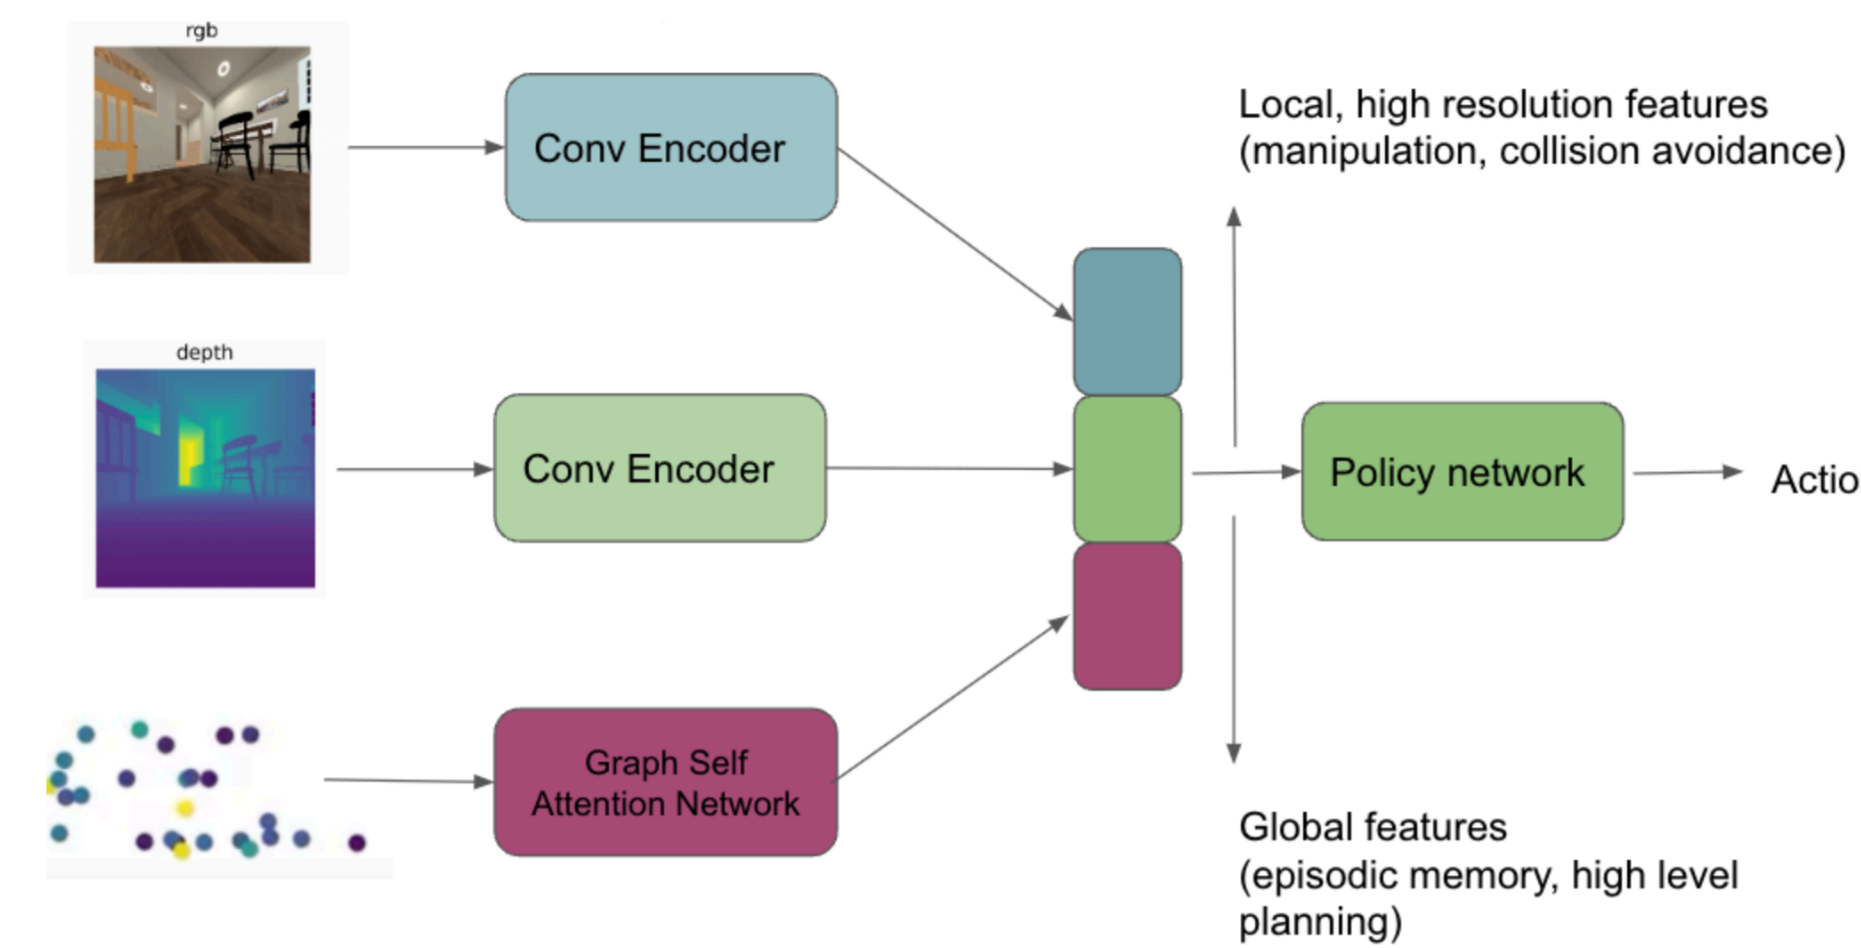 rgb
Conv Encoder
Local, high resolution features
(manipulation, collision avoidance)
depth
Conv Encoder
Policy network
Actio
Graph Self
Attention Network
Global features
(episodic memory, high level
planning)